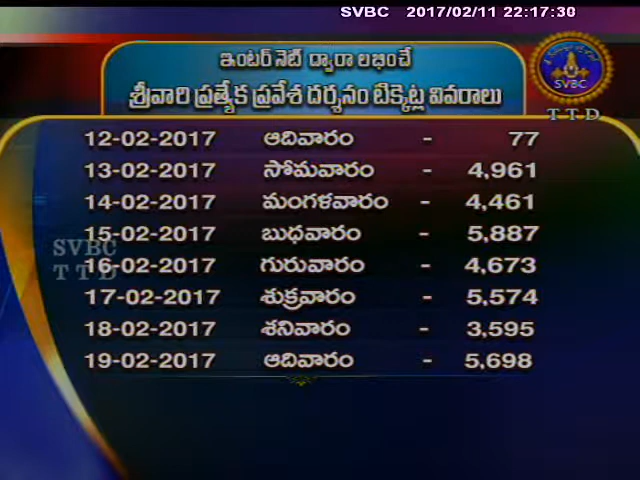 SVBC 2017/02/11 22:17:30
ఇంటర్ నెట్ ద్వారా లభించే
శ్రీవారి ప్రత్యేక ప్రవేశ దర్శనం టిక్కెట్ల వివరాలు
SVBC
TTD
12-02-2017 ఆదివారం - 77
13-02-2017 సోమవారం - 4,961
14-02-2017 మంగళవారం - 4,461
15-02-2017 బుధవారం - 5,887
SVBC
TTD
16-02-2017 గురువారం - 4,673
17-02-2017 శుక్రవారం - 5,574
18-02-2017 శనివారం - 3,595
19-02-2017 ఆదివారం - 5,698